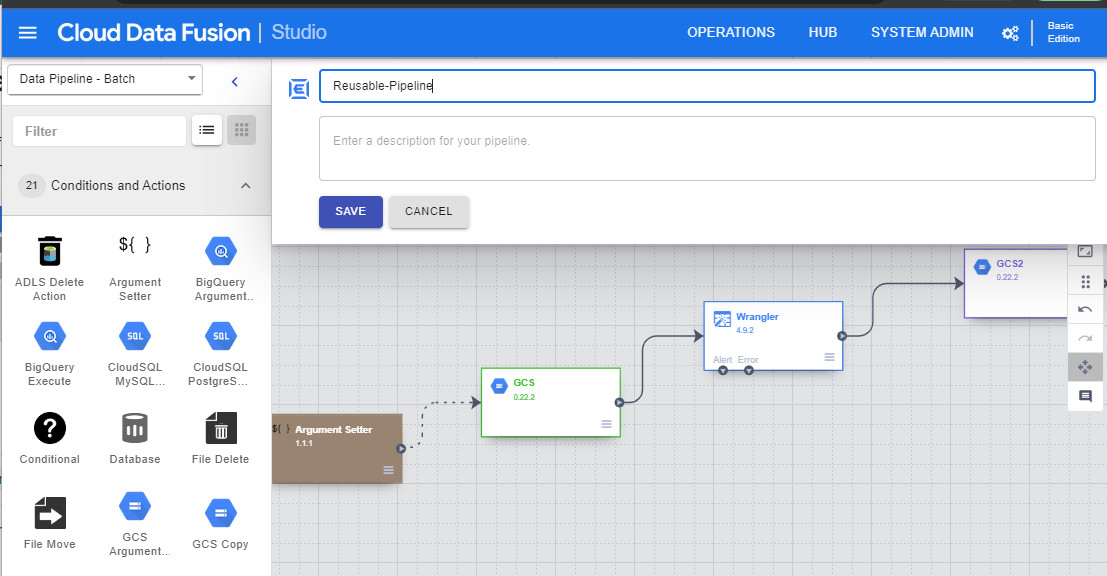 Cloud Data Fusion | Studio
OPERATIONS
HUB
SYSTEM ADMIN
Basic
Edition
Data Pipeline - Batch
Filter
21 Conditions and Actions
ADLS Delete
Action
${ }
Argument
Setter
BigQuery
Argument...
BigQuery
Execute
SQL
CloudSQL
MySQL...
SQL
CloudSQL
PostgreS...
?
Conditional
Database
File Delete
File Move
GCS
Argument...
GCS Copy
Reusable-Pipeline
Enter a description for your pipeline.
SAVE
CANCEL
${ } Argument Setter
1.1.1
GCS
0.22.2
Wrangler
4.9.2
Alert Error
GCS2
0.22.2